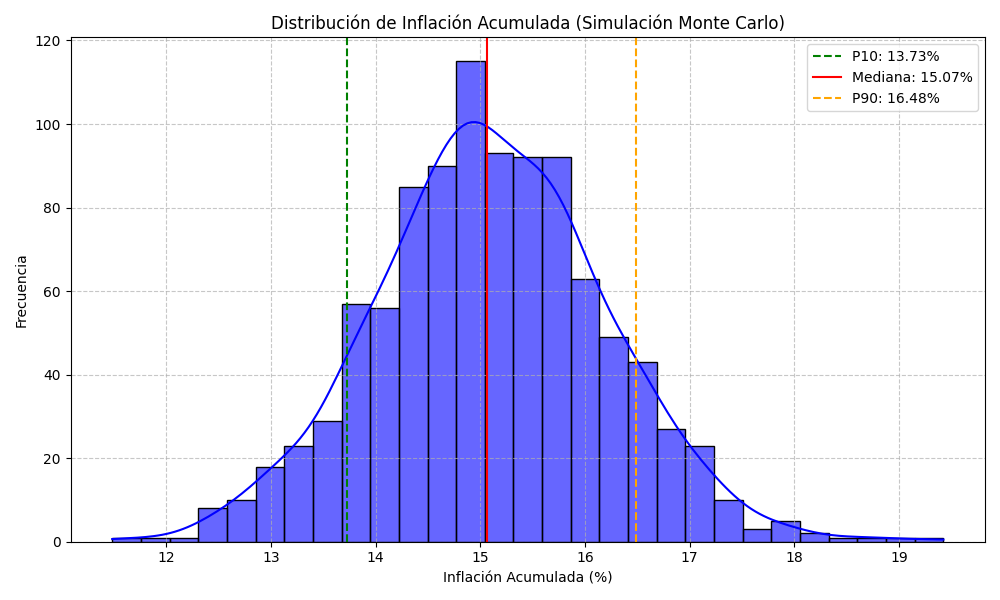 Distribución de Inflación Acumulada (Simulación Monte Carlo)
P10: 13.73%
Mediana: 15.07%
P90: 16.48%
Frecuencia
120
100
80
60
40
20
0
12 13 14 15 16 17 18 19
Inflación Acumulada (%)